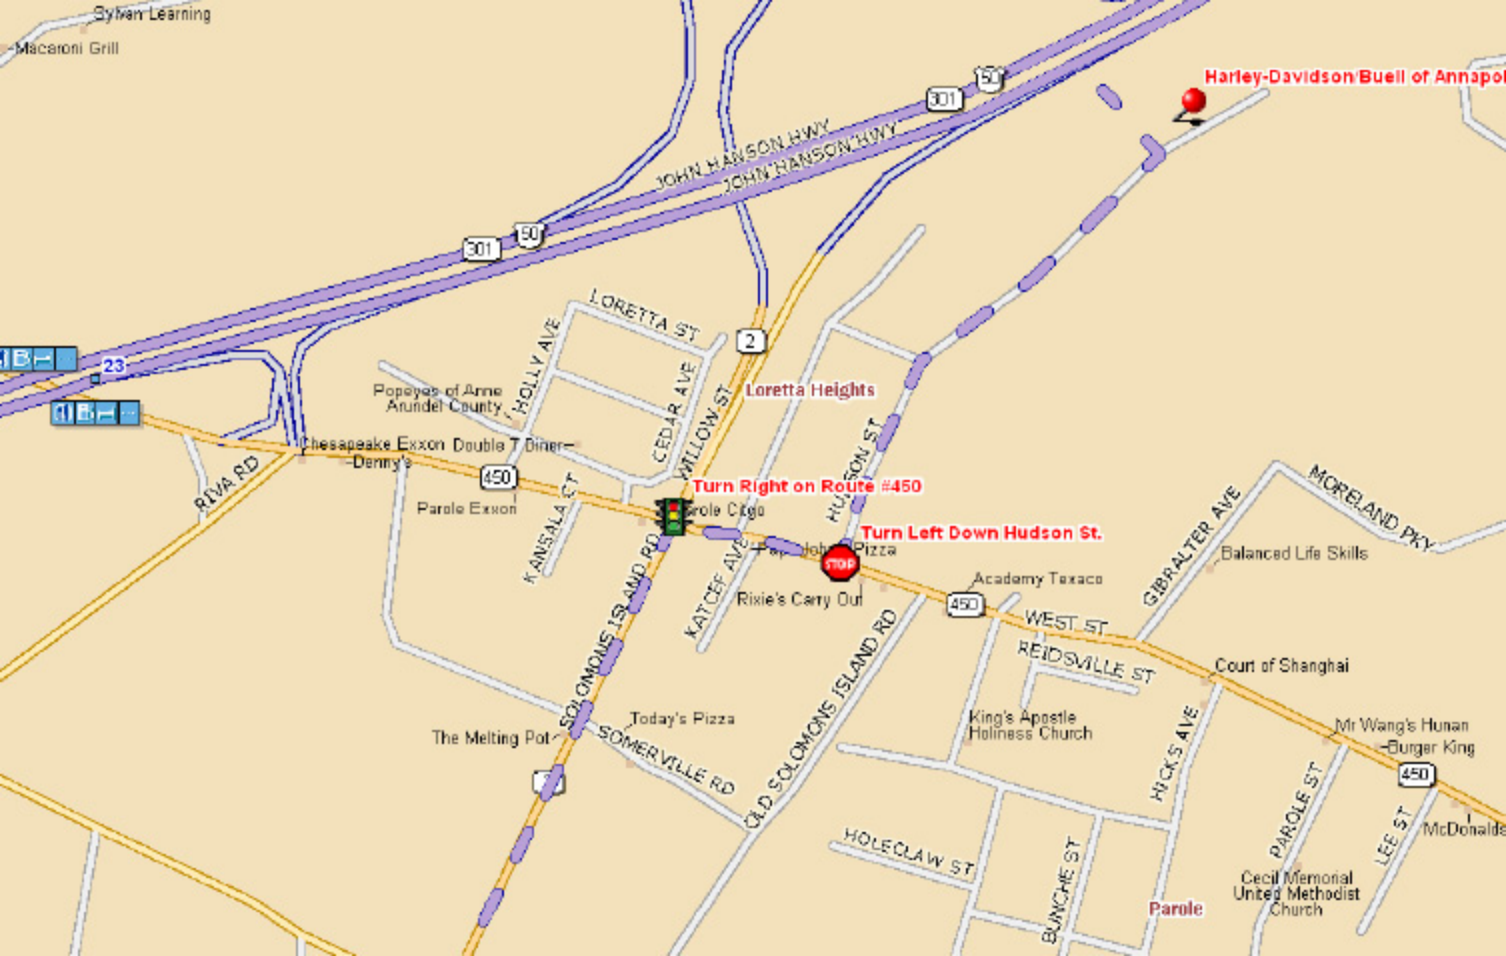 Sylvan Learning
Macaroni Grill
Harley-Davidson/Buell of Annapol
50
301
JOHN HANSON HWY
JOHN HANSON HWY
50
301
LORETTA ST
HOLLY AVE
2
23
CEDAR AVE
WILLOW ST
Loretta Heights
Popeyes of Anne
Arundel County
Chesapeake Exxon
Double T Diner
Denny's
RIVA RD
450
Parole Exxon
KANSALA CT
HUDSON ST
Turn Right on Route #450
Parole Citgo
Turn Left Down Hudson St.
Papa John's Pizza
STOP
KATCEF AVE
Rixie's Carry Out
Academy Texaco
450
WEST ST
REIDSVILLE ST
GIBRALTER AVE
MORELAND PKY
Balanced Life Skills
Court of Shanghai
SOLOMONS ISLAND RD
OLD SOLOMONS ISLAND RD
King's Apostle
Holiness Church
Today's Pizza
The Melting Pot
SOMERVILLE RD
HICKS AVE
Mr Wang's Hunan
Burger King
450
PAROLE ST
LEE ST
McDonalds
HOLECLAW ST
BUNCHE ST
Cecil Memorial
United Methodist
Church
Parole